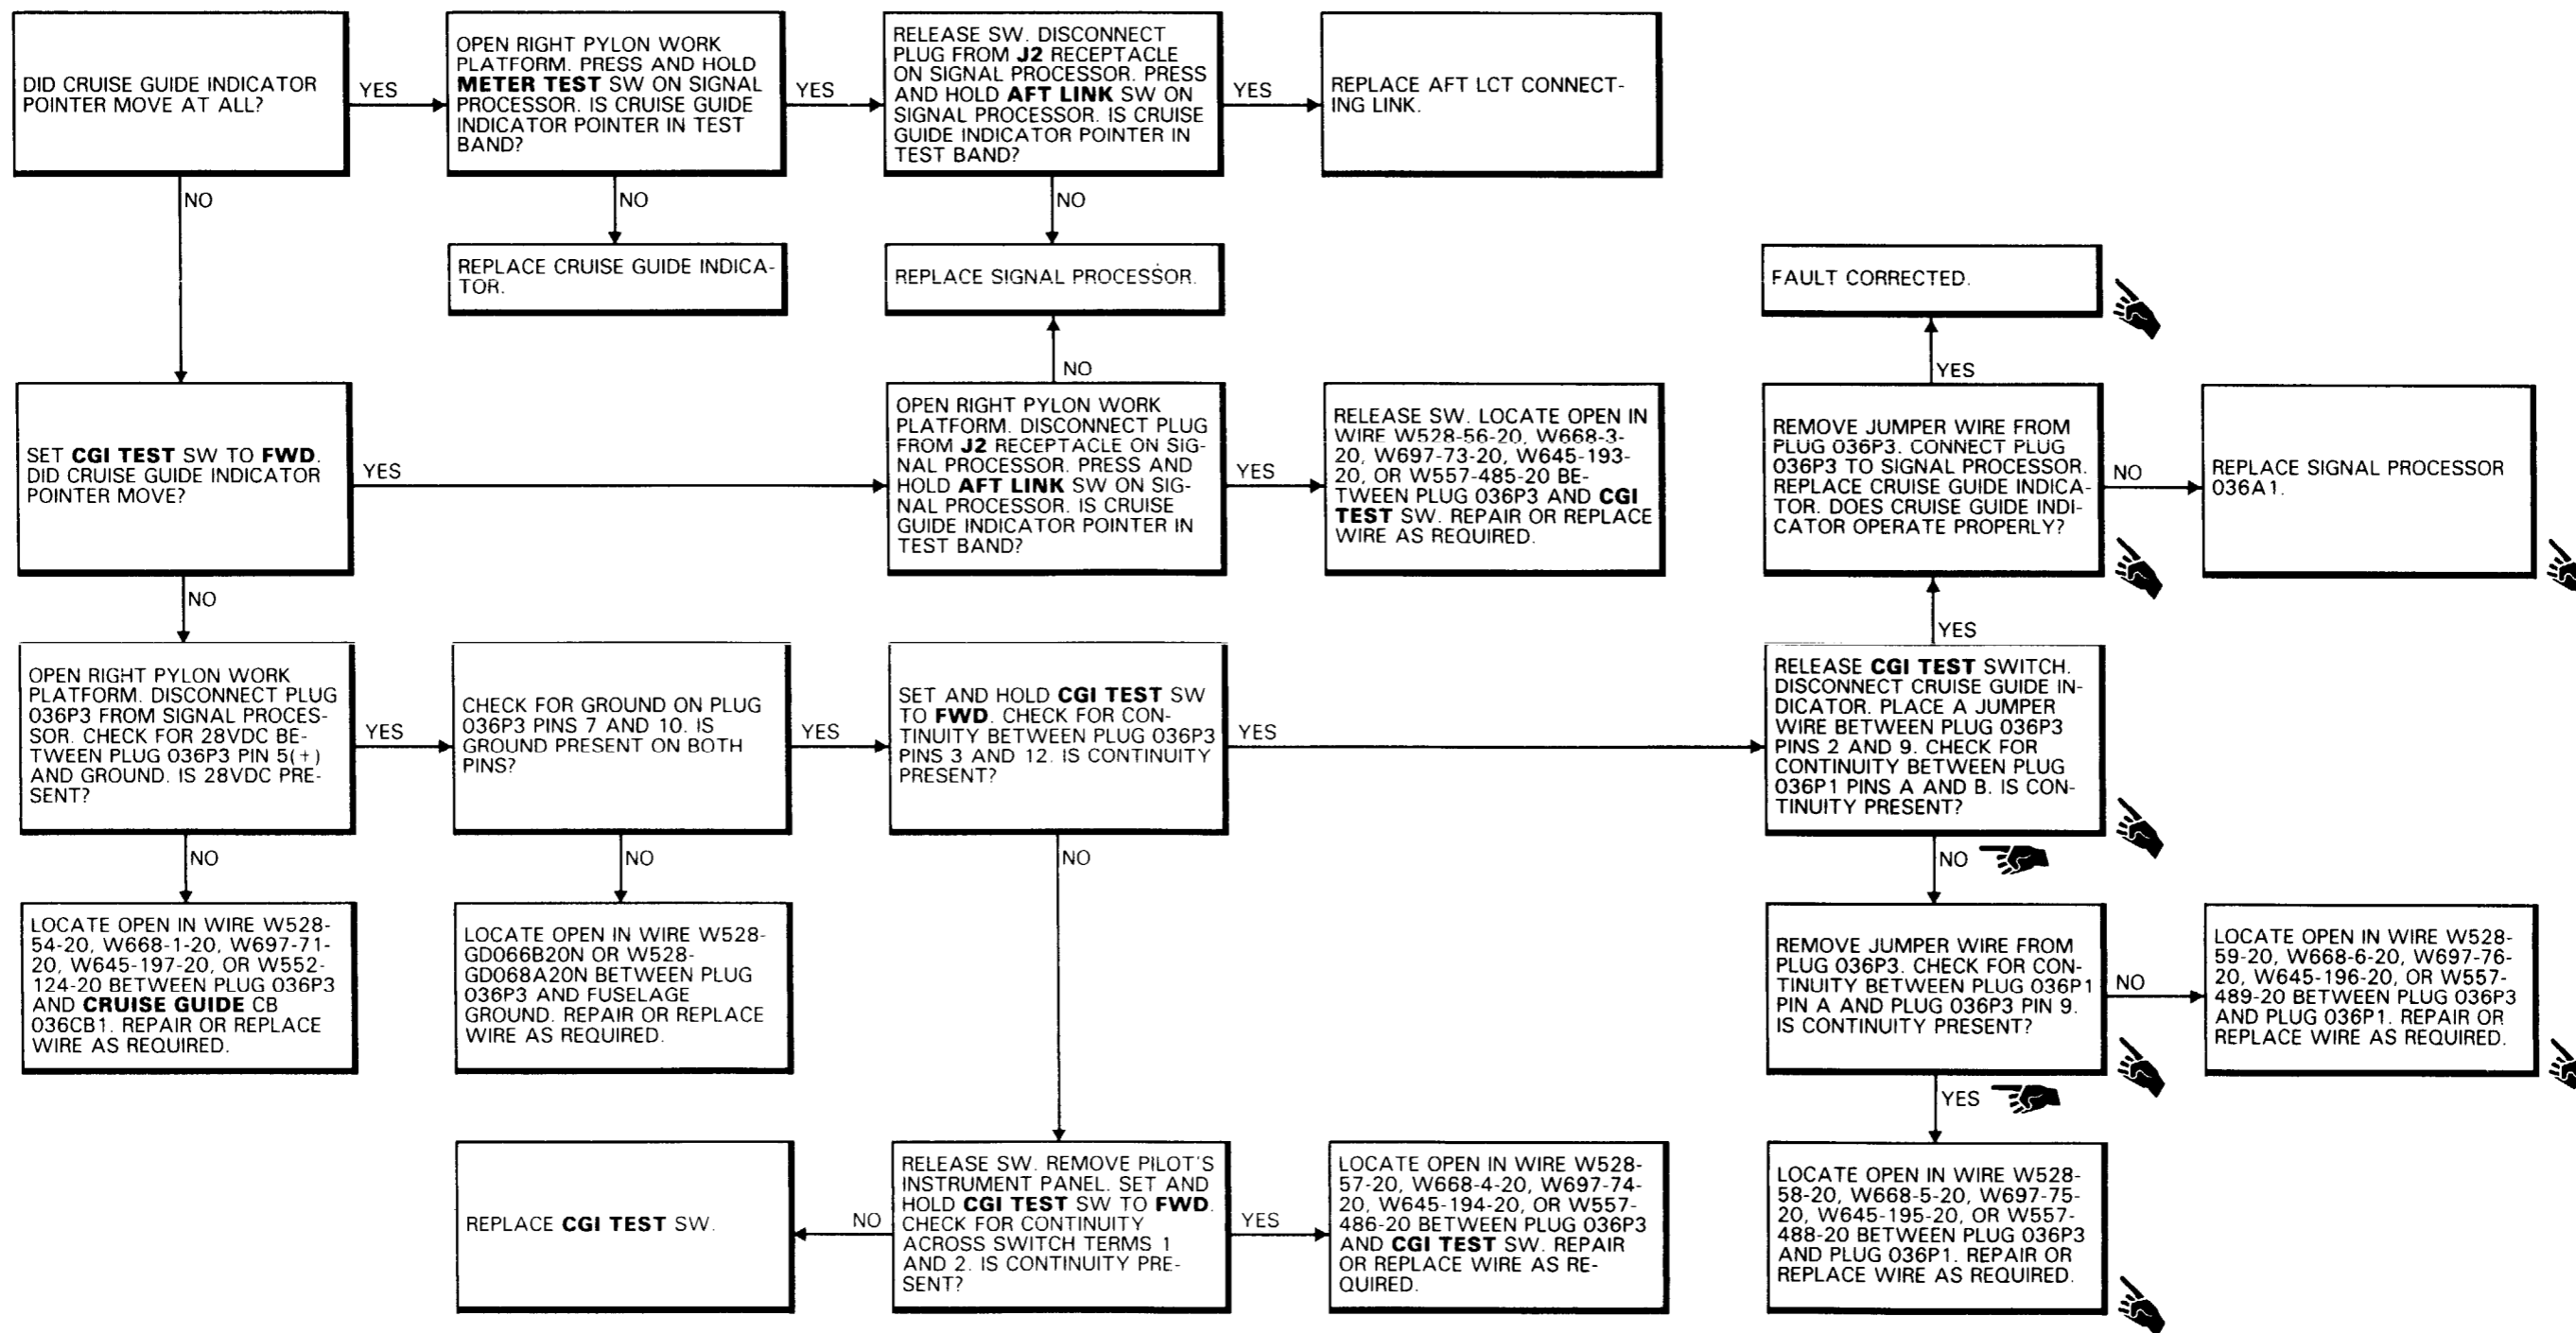 DID CRUISE GUIDE INDICATOR
POINTER MOVE AT ALL?
YES
NO
OPEN RIGHT PYLON WORK
PLATFORM. PRESS AND HOLD
METER TEST SW ON SIGNAL
PROCESSOR. IS CRUISE GUIDE
INDICATOR POINTER IN TEST
BAND?
YES
NO
RELEASE SW. DISCONNECT
PLUG FROM J2 RECEPTACLE
ON SIGNAL PROCESSOR. PRESS
AND HOLD AFT LINK SW ON
SIGNAL PROCESSOR. IS CRUISE
GUIDE INDICATOR POINTER IN
TEST BAND?
YES
NO
REPLACE AFT LCT CONNECT-
ING LINK.
REPLACE CRUISE GUIDE INDICA-
TOR.
REPLACE SIGNAL PROCESSOR.
FAULT CORRECTED.
NO
YES
SET CGI TEST SW TO FWD.
DID CRUISE GUIDE INDICATOR
POINTER MOVE?
YES
NO
OPEN RIGHT PYLON WORK
PLATFORM. DISCONNECT PLUG
FROM J2 RECEPTACLE ON SIG-
NAL PROCESSOR. PRESS AND
HOLD AFT LINK SW ON SIG-
NAL PROCESSOR. IS CRUISE
GUIDE INDICATOR POINTER IN
TEST BAND?
YES
RELEASE SW. LOCATE OPEN IN
WIRE W528-56-20, W668-3-
20, W697-73-20, W645-193-
20, OR W557-485-20 BE-
TWEEN PLUG 036P3 AND CGI
TEST SW. REPAIR OR REPLACE
WIRE AS REQUIRED.
REMOVE JUMPER WIRE FROM
PLUG 036P3. CONNECT PLUG
036P3 TO SIGNAL PROCESSOR.
REPLACE CRUISE GUIDE INDICA-
TOR. DOES CRUISE GUIDE INDI-
CATOR OPERATE PROPERLY?
NO
REPLACE SIGNAL PROCESSOR
036A1.
YES
OPEN RIGHT PYLON WORK
PLATFORM. DISCONNECT PLUG
036P3 FROM SIGNAL PROCES-
SOR. CHECK FOR 28VDC BE-
TWEEN PLUG 036P3 PIN 5(+)
AND GROUND. IS 28VDC PRE-
SENT?
YES
NO
CHECK FOR GROUND ON PLUG
036P3 PINS 7 AND 10. IS
GROUND PRESENT ON BOTH
PINS?
YES
NO
SET AND HOLD CGI TEST SW
TO FWD. CHECK FOR CON-
TINUITY BETWEEN PLUG 036P3
PINS 3 AND 12. IS CONTINUITY
PRESENT?
YES
NO
RELEASE CGI TEST SWITCH.
DISCONNECT CRUISE GUIDE IN-
DICATOR. PLACE A JUMPER
WIRE BETWEEN PLUG 036P3
PINS 2 AND 9. CHECK FOR
CONTINUITY BETWEEN PLUG
036P1 PINS A AND B. IS CON-
TINUITY PRESENT?
NO
LOCATE OPEN IN WIRE W528-
54-20, W668-1-20, W697-71-
20, W645-197-20, OR W552-
124-20 BETWEEN PLUG 036P3
AND CRUISE GUIDE CB
036CB1. REPAIR OR REPLACE
WIRE AS REQUIRED.
LOCATE OPEN IN WIRE W528-
GD066B20N OR W528-
GD068A20N BETWEEN PLUG
036P3 AND FUSELAGE
GROUND. REPAIR OR REPLACE
WIRE AS REQUIRED.
REMOVE JUMPER WIRE FROM
PLUG 036P3. CHECK FOR CON-
TINUITY BETWEEN PLUG 036P1
PIN A AND PLUG 036P3 PIN 9.
IS CONTINUITY PRESENT?
NO
YES
LOCATE OPEN IN WIRE W528-
59-20, W668-6-20, W697-76-
20, W645-196-20, OR W557-
489-20 BETWEEN PLUG 036P3
AND PLUG 036P1. REPAIR OR
REPLACE WIRE AS REQUIRED.
REPLACE CGI TEST SW.
NO
RELEASE SW. REMOVE PILOT'S
INSTRUMENT PANEL. SET AND
HOLD CGI TEST SW TO FWD.
CHECK FOR CONTINUITY
ACROSS SWITCH TERMS 1
AND 2. IS CONTINUITY PRE-
SENT?
YES
LOCATE OPEN IN WIRE W528-
57-20, W668-4-20, W697-74-
20, W645-194-20, OR W557-
486-20 BETWEEN PLUG 036P3
AND CGI TEST SW. REPAIR
OR REPLACE WIRE AS RE-
QUIRED.
LOCATE OPEN IN WIRE W528-
58-20, W668-5-20, W697-75-
20, W645-195-20, OR W557-
488-20 BETWEEN PLUG 036P3
AND PLUG 036P1. REPAIR OR
REPLACE WIRE AS REQUIRED.